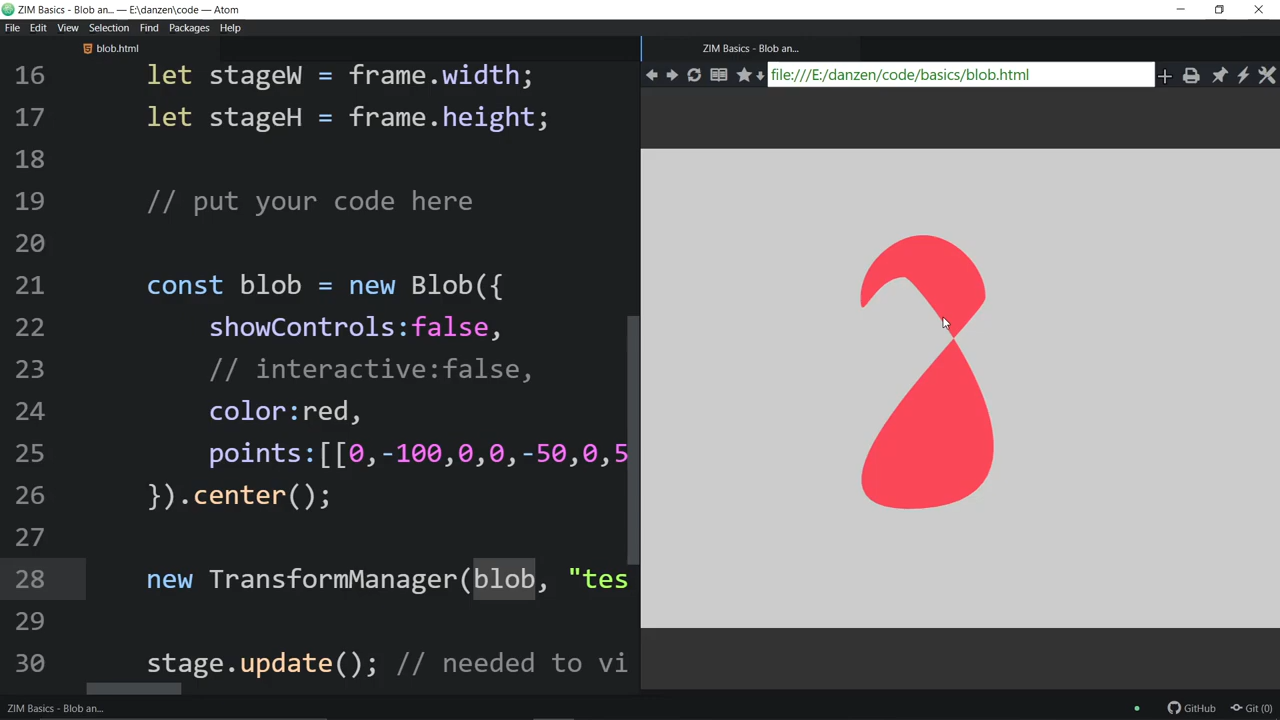 ZIM Basics - Blob an... — E:\danzen\code — Atom
File Edit View Selection Find Packages Help
blob.html
ZIM Basics - Blob an...
file:///E:/danzen/code/basics/blob.html
16 let stageW = frame.width;
17 let stageH = frame.height;
18
19 // put your code here
20
21 const blob = new Blob({
22 showControls:false,
23 // interactive:false,
24 color:red,
25 points:[[0,-100,0,0,-50,0,5
26 }).center();
27
28 new TransformManager(blob, "tes
29
30 stage.update(); // needed to vi
ZIM Basics - Blob an...
GitHub Git (0)